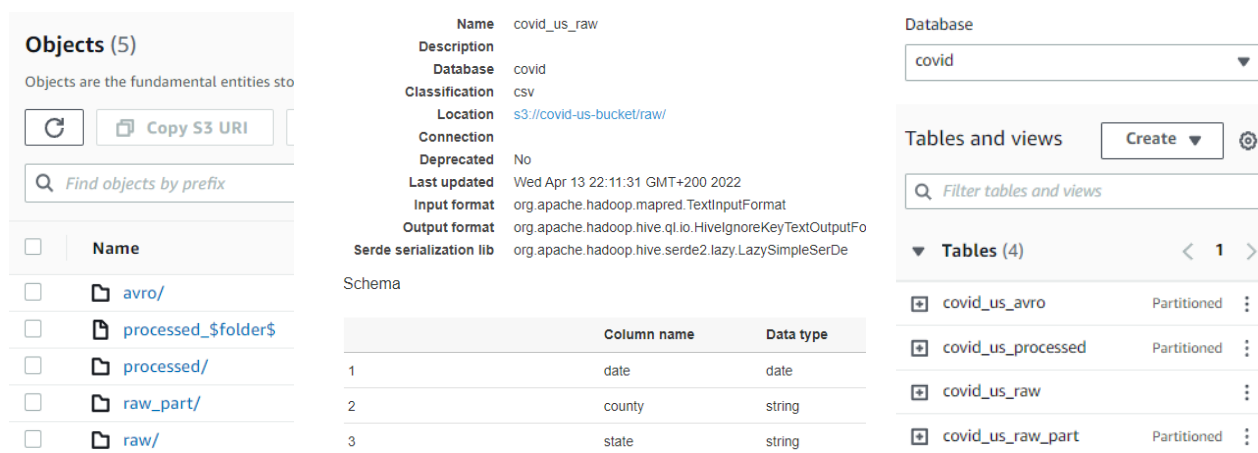 Objects (5)
Objects are the fundamental entities sto
Copy S3 URI
Find objects by prefix
Name
avro/
processed_$folder$
processed/
raw_part/
raw/
Name covid_us_raw
Description
Database covid
Classification csv
Location s3://covid-us-bucket/raw/
Connection
Deprecated No
Last updated Wed Apr 13 22:11:31 GMT+200 2022
Input format org.apache.hadoop.mapred.TextInputFormat
Output format org.apache.hadoop.hive.ql.io.HiveIgnoreKeyTextOutputFo
Serde serialization lib org.apache.hadoop.hive.serde2.lazy.LazySimpleSerDe
Schema
Column name Data type
1 date date
2 county string
3 state string
Database
covid
Tables and views Create
Filter tables and views
Tables (4) 1
covid_us_avro Partitioned
covid_us_processed Partitioned
covid_us_raw
covid_us_raw_part Partitioned